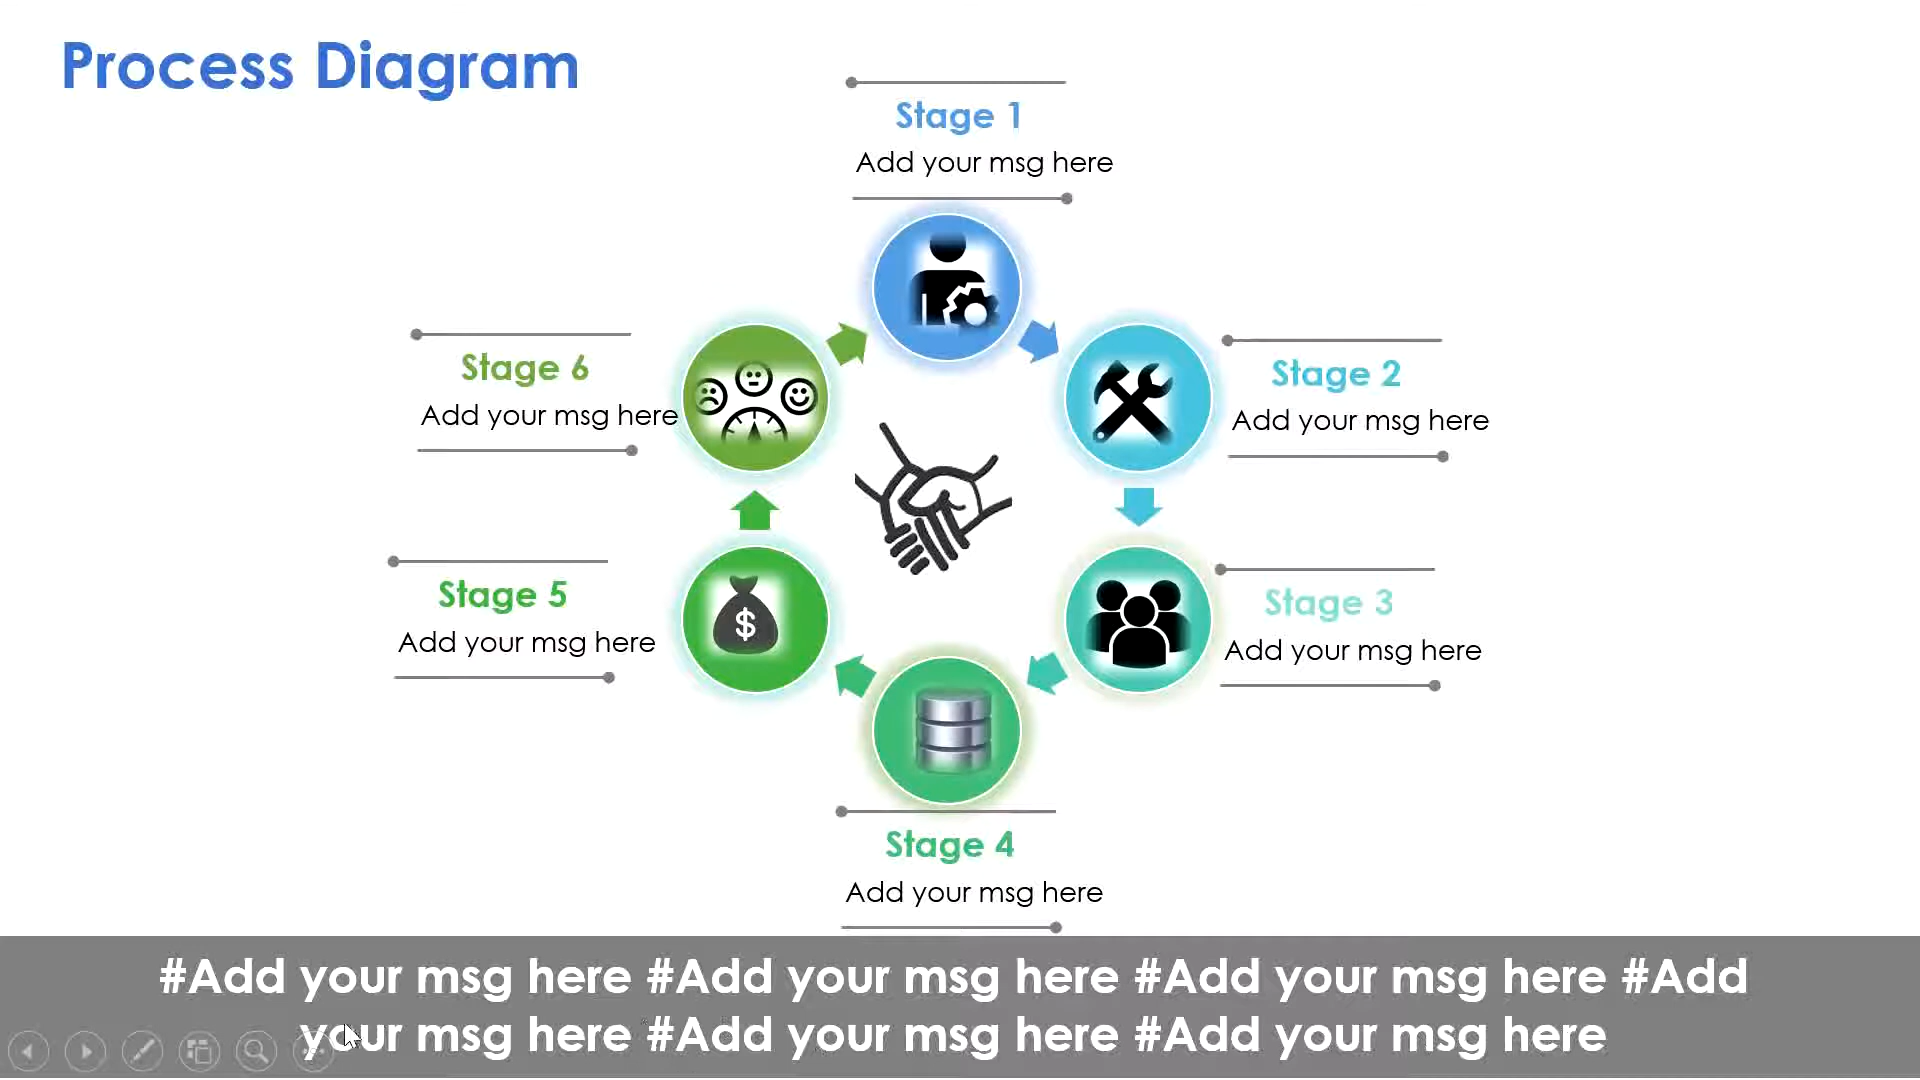 Process Diagram
Stage 1
Add your msg here
Stage 2
Add your msg here
Stage 3
Add your msg here
Stage 4
Add your msg here
Stage 5
Add your msg here
Stage 6
Add your msg here
$
#Add your msg here #Add your msg here #Add your msg here #Add
your msg here #Add your msg here #Add your msg here